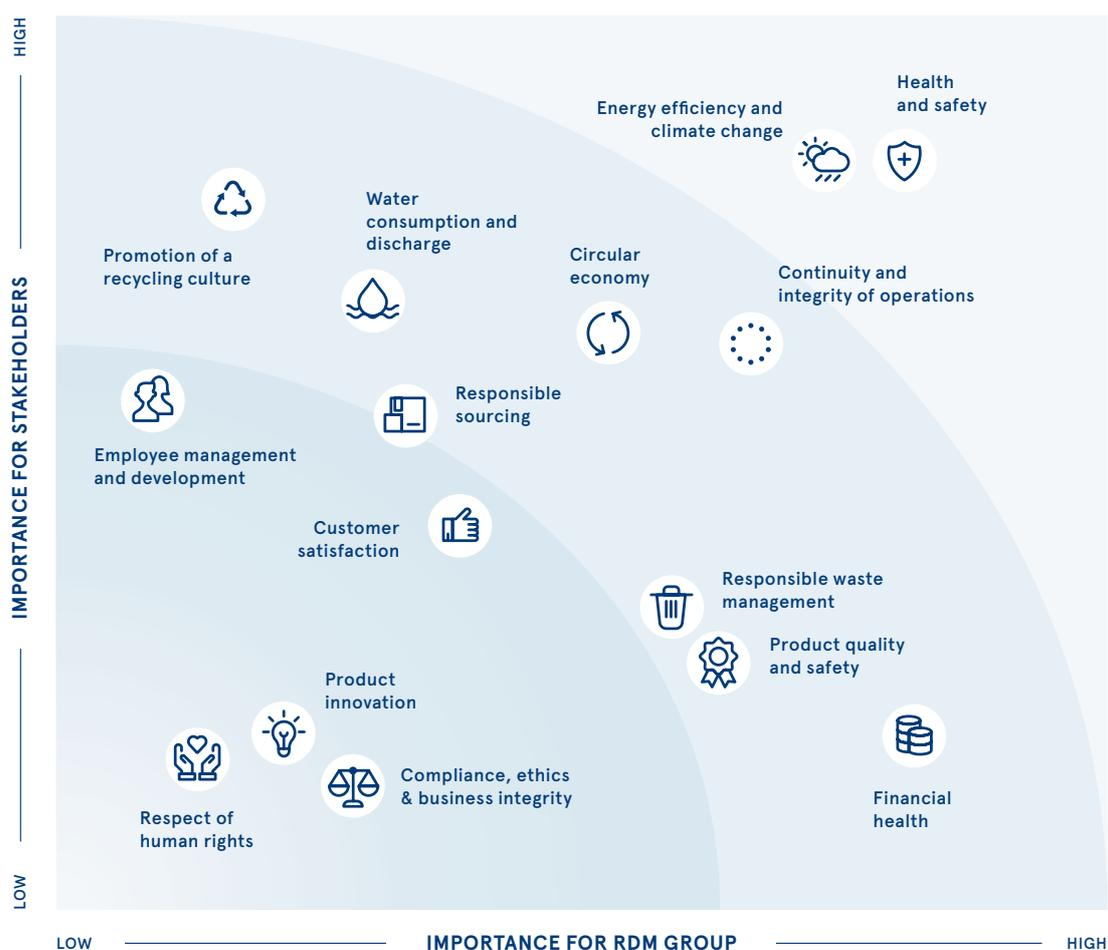 HIGH
IMPORTANCE FOR STAKEHOLDERS
LOW
Health
and safety
Energy efficiency and
climate change
Water
consumption and
discharge
Promotion of a
recycling culture
Circular
economy
Continuity and
integrity of operations
Responsible
sourcing
Employee management
and development
Customer
satisfaction
Responsible waste
management
Product quality
and safety
Product
innovation
Compliance, ethics
& business integrity
Financial
health
Respect of
human rights
LOW
IMPORTANCE FOR RDM GROUP
HIGH